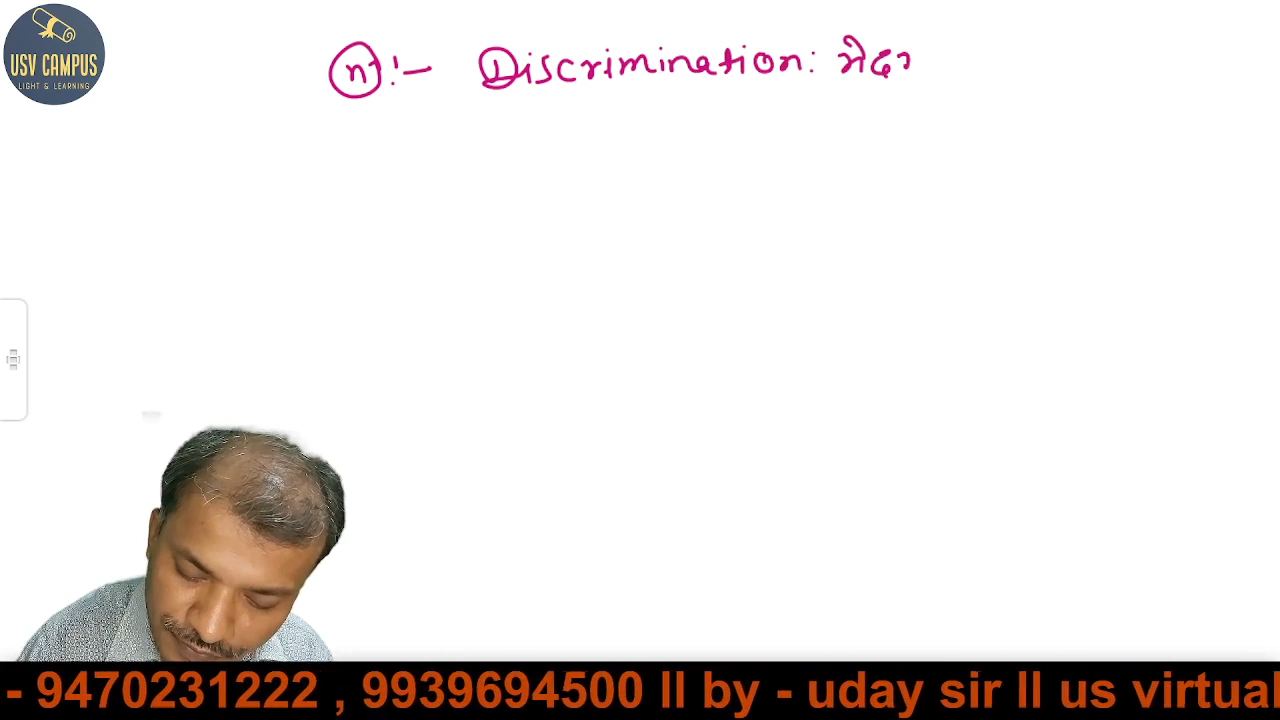 USV CAMPUS
LIGHT & LEARNING
n :- Discrimination:
- 9470231222 , 9939694500 ll by - uday sir ll us virtual